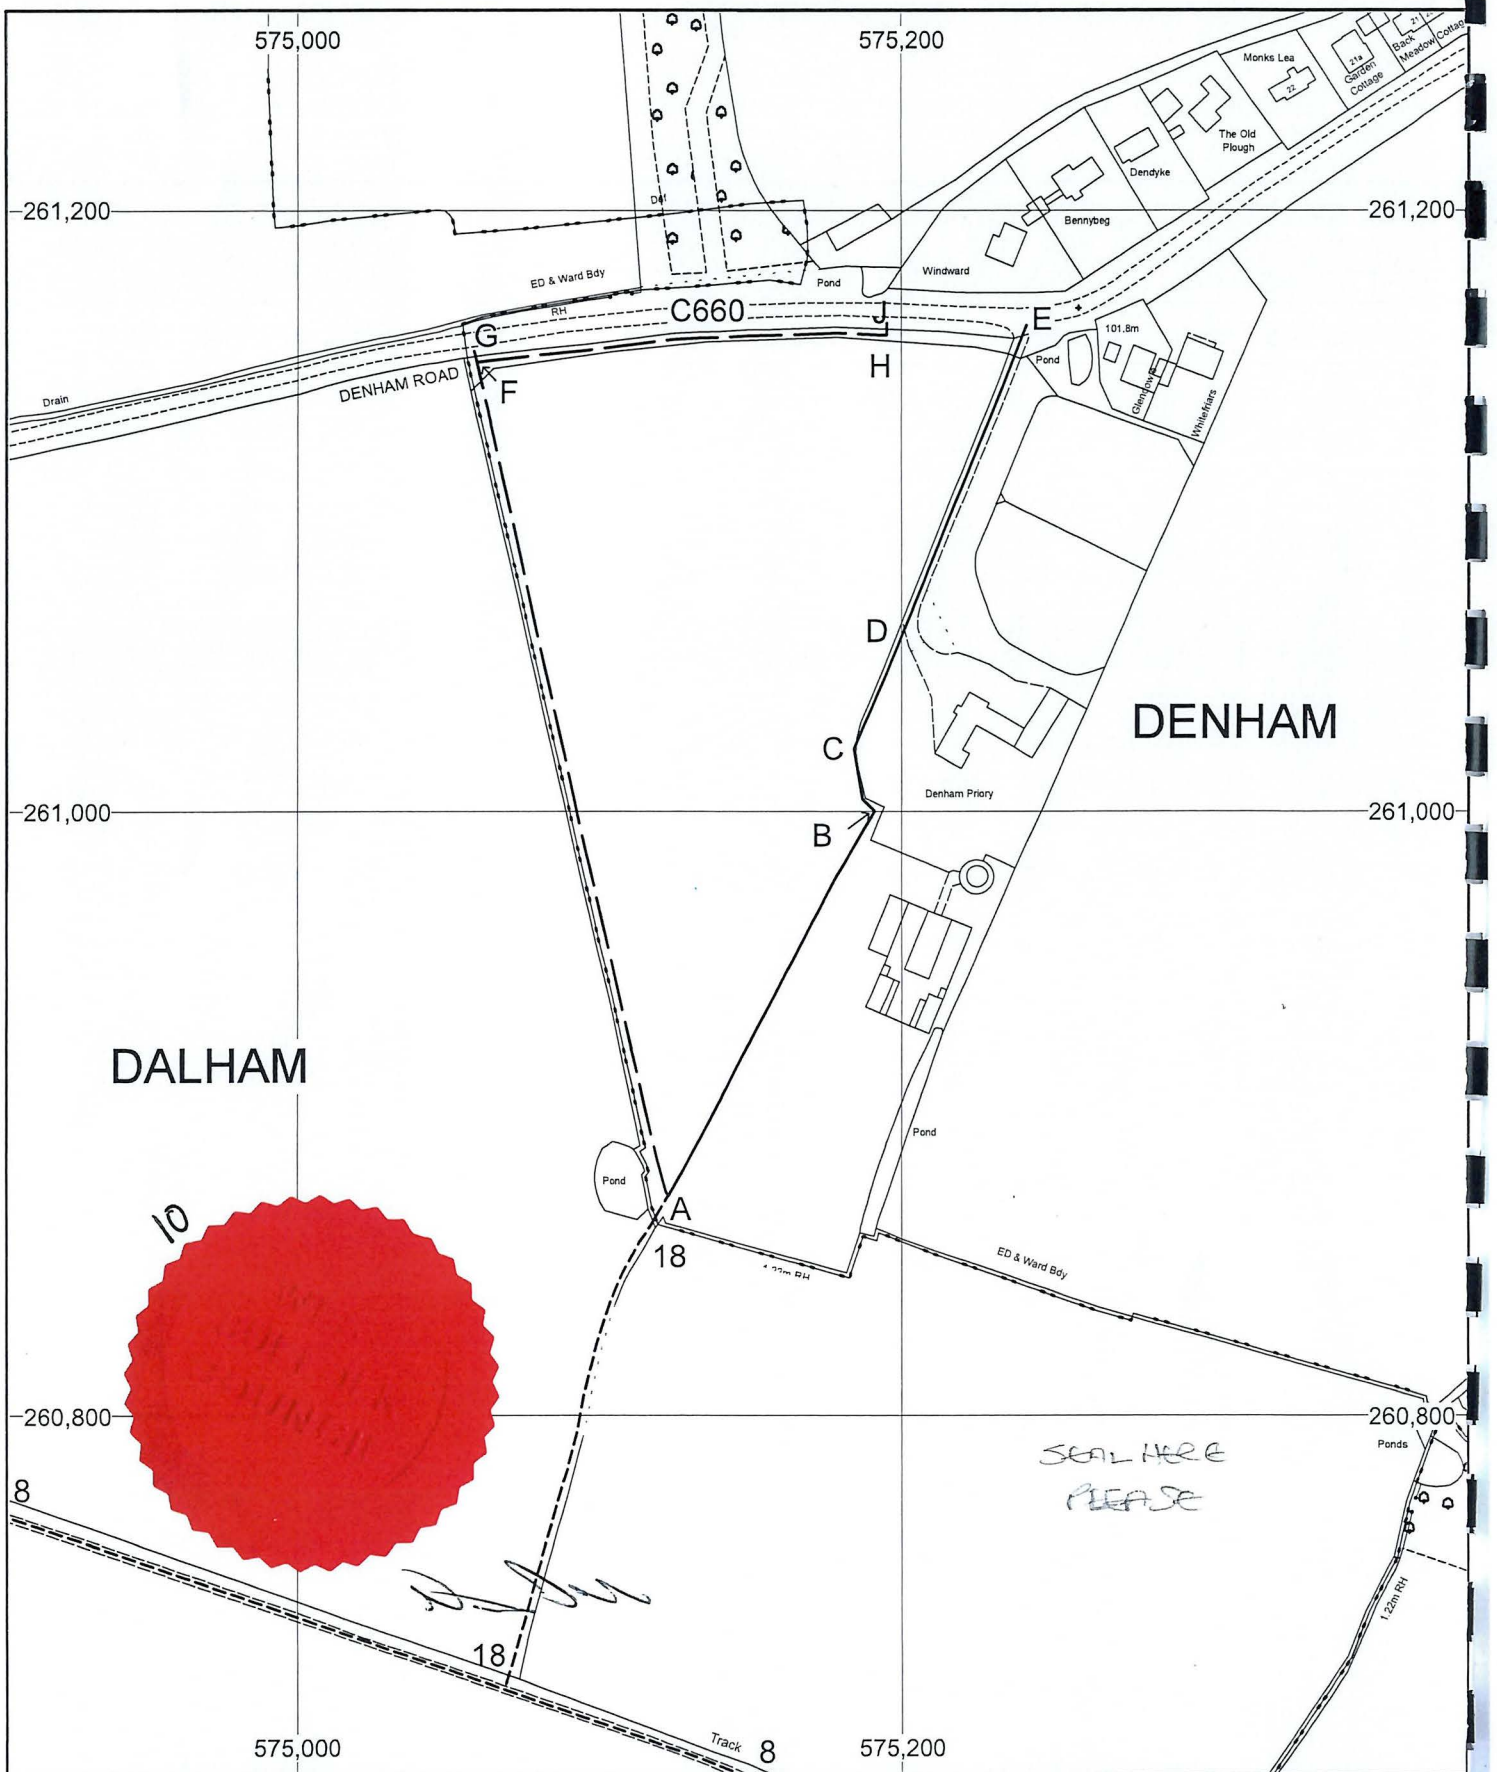 575,000
575,200
Monks Lea
22
21a
Garden
Cottage
21
Back
Meadow
The Old
Plough
Dendyke
Bennybeg
261,200
261,200
Windward
ED & Ward Bdy
Pond
RH
C660
J
E
G
101.8m
Pond
H
DENHAM ROAD
F
Glendower
Whitefriars
Drain
D
DENHAM
C
Denham Priory
261,000
261,000
B
DALHAM
Pond
Pond
A
10
18
ED & Ward Bdy
260,800
260,800
Ponds
SEAL HERE
PLEASE
8
1.22m RH
18
Track
8
575,000
575,200